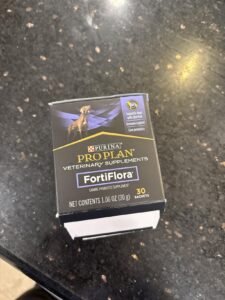 PURINA
PRO PLAN
VETERINARY SUPPLEMENTS
FortiFlora
CANINE PROBIOTIC SUPPLEMENT
30
SACHETS
NET CONTENTS 1.06 OZ (30 g)